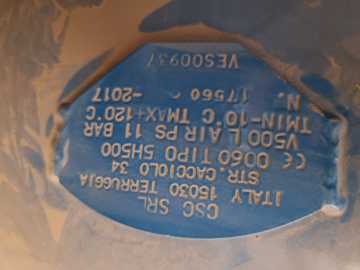 CSC SRL
ITALY 15030 TERRUGGIA
STR. CACCIOLO 34
CE 0060 TIPO 5H500
V500 L AIR PS 11 BAR
TMIN-10°C TMAX+120°C
N. 17560 -2017
VES00937